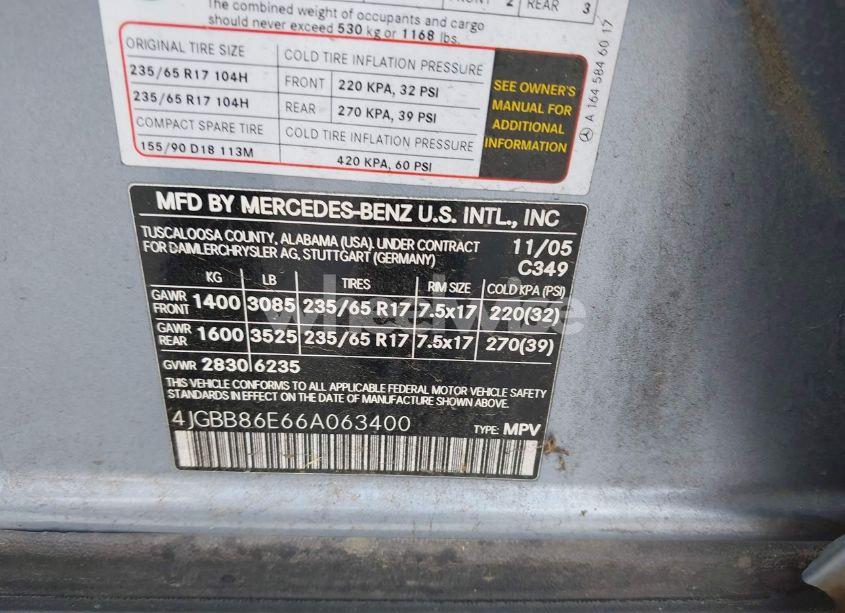 2 REAR 3
The combined weight of occupants and cargo
should never exceed 530 kg or 1168 lbs.
ORIGINAL TIRE SIZE COLD TIRE INFLATION PRESSURE
235/65 R17 104H FRONT 220 KPA, 32 PSI
235/65 R17 104H REAR 270 KPA, 39 PSI
COMPACT SPARE TIRE COLD TIRE INFLATION PRESSURE
155/90 D18 113M 420 KPA, 60 PSI
SEE OWNER'S
MANUAL FOR
ADDITIONAL
INFORMATION
A 164 584 60 17
MFD BY MERCEDES-BENZ U.S. INTL., INC
TUSCALOOSA COUNTY, ALABAMA (USA). UNDER CONTRACT 11/05
FOR DAIMLERCHRYSLER AG, STUTTGART (GERMANY) C349
KG LB TIRES RIM SIZE COLD KPA (PSI)
GAWR FRONT 1400 3085 235/65 R17 7.5x17 220(32)
GAWR REAR 1600 3525 235/65 R17 7.5x17 270(39)
GVWR 2830 6235
THIS VEHICLE CONFORMS TO ALL APPLICABLE FEDERAL MOTOR VEHICLE SAFETY
STANDARDS IN EFFECT ON THE DATE OF MANUFACTURE SHOWN ABOVE.
4JGBB86E66A063400 TYPE: MPV